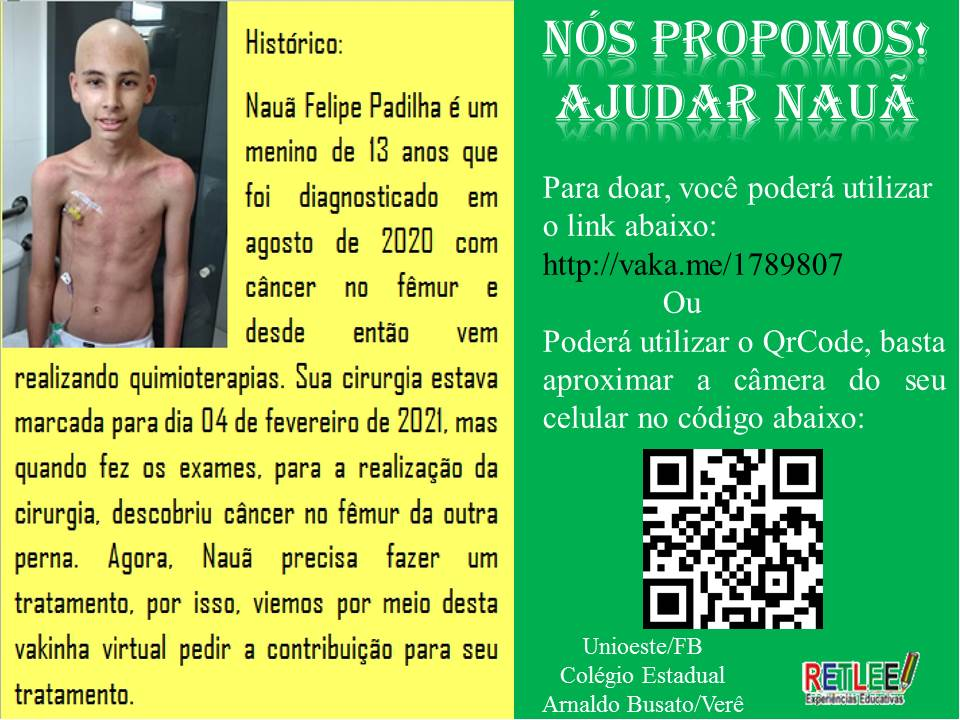 Histórico:
Nauã Felipe Padilha é um
menino de 13 anos que
foi diagnosticado em
agosto de 2020 com
câncer no fêmur e
desde então vem
realizando quimioterapias. Sua cirurgia estava
marcada para dia 04 de fevereiro de 2021, mas
quando fez os exames, para a realização da
cirurgia, descobriu câncer no fêmur da outra
perna. Agora, Nauã precisa fazer um
tratamento, por isso, viemos por meio desta
vakinha virtual pedir a contribuição para seu
tratamento.
NÓS PROPOMOS!
AJUDAR NAUÃ
Para doar, você poderá utilizar
o link abaixo:
http://vaka.me/1789807
Ou
Poderá utilizar o QrCode, basta
aproximar a câmera do seu
celular no código abaixo:
Unioeste/FB
Colégio Estadual
Arnaldo Busato/Verê
RETLEE
Experiências Educativas